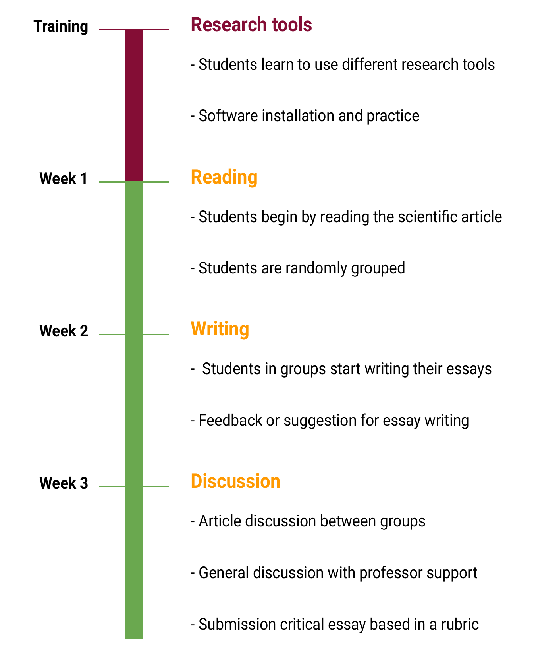 Training
Research tools
- Students learn to use different research tools
- Software installation and practice
Week 1
Reading
- Students begin by reading the scientific article
- Students are randomly grouped
Week 2
Writing
- Students in groups start writing their essays
- Feedback or suggestion for essay writing
Week 3
Discussion
- Article discussion between groups
- General discussion with professor support
- Submission critical essay based in a rubric